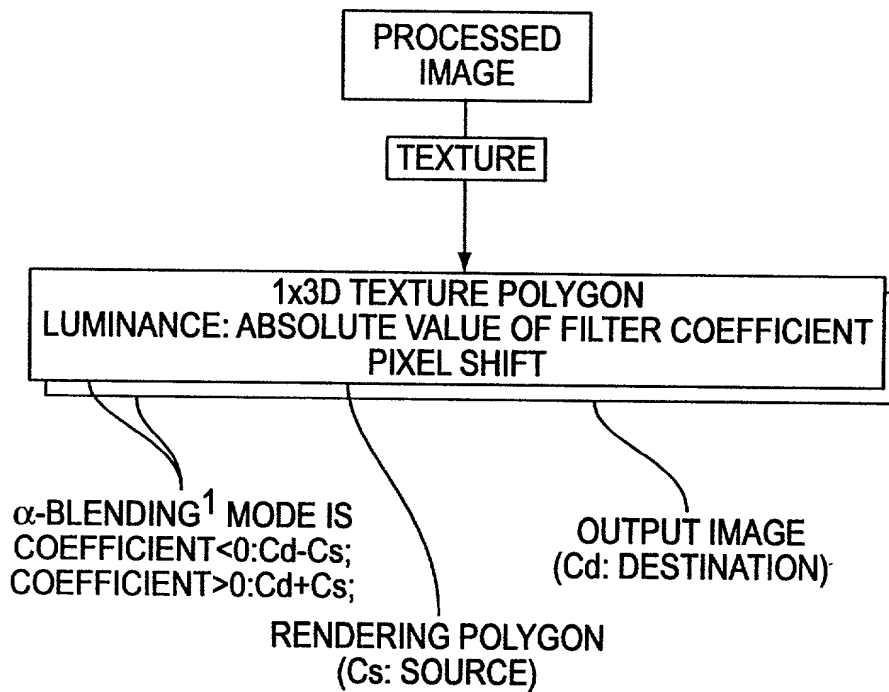 PROCESSED
IMAGE
TEXTURE
1x3D TEXTURE POLYGON
LUMINANCE: ABSOLUTE VALUE OF FILTER COEFFICIENT
PIXEL SHIFT
α-BLENDING¹ MODE IS
COEFFICIENT<0:Cd-Cs;
COEFFICIENT>0:Cd+Cs;
OUTPUT IMAGE
(Cd: DESTINATION)
RENDERING POLYGON
(Cs: SOURCE)